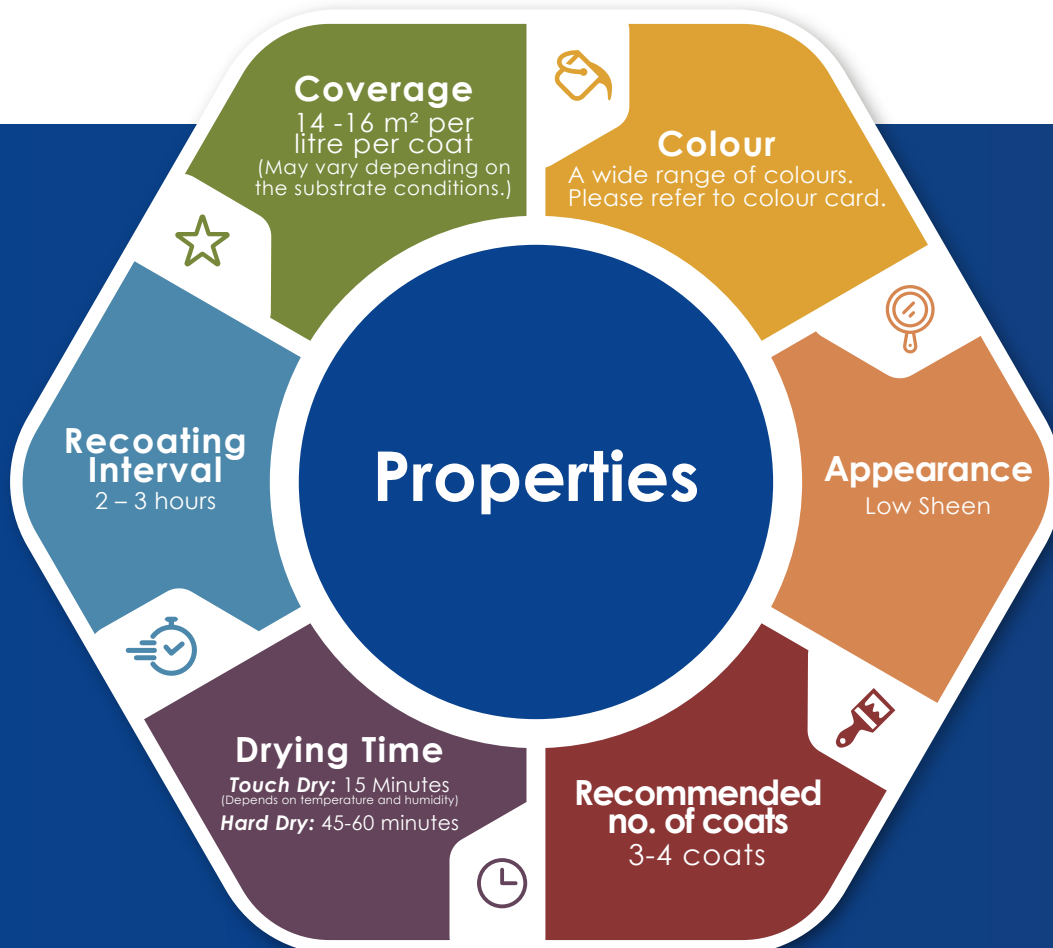 Coverage
14 -16 m² per
litre per coat
(May vary depending on
the substrate conditions.)
Colour
A wide range of colours.
Please refer to colour card.
Recoating
Interval
2 – 3 hours
Properties
Appearance
Low Sheen
Drying Time
Touch Dry: 15 Minutes
(Depends on temperature and humidity)
Hard Dry: 45-60 minutes
Recommended
no. of coats
3-4 coats